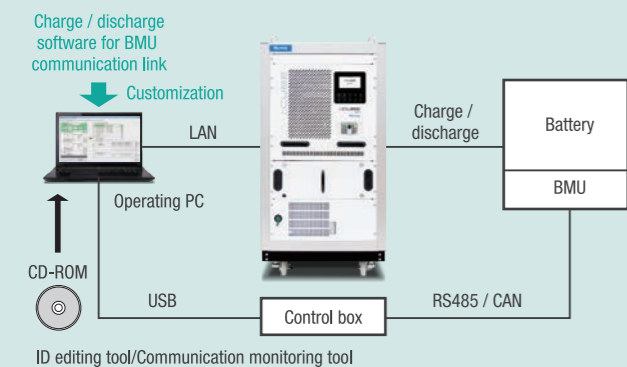 Charge / discharge
software for BMU
communication link
Customization
LAN
Charge /
discharge
Battery
BMU
Operating PC
CD-ROM
USB
Control box
RS485 / CAN
ID editing tool/Communication monitoring tool